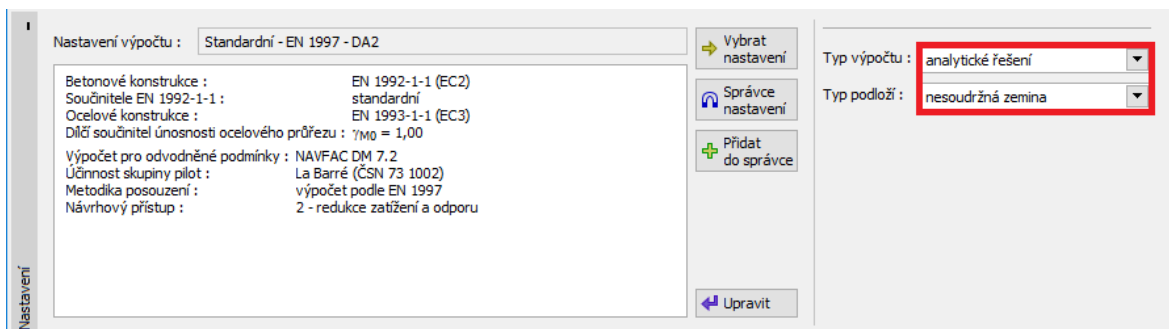 Nastavení výpočtu : Standardní - EN 1997 - DA2
Betonové konstrukce : EN 1992-1-1 (EC2)
Součinitele EN 1992-1-1 : standardní
Ocelové konstrukce : EN 1993-1-1 (EC3)
Dílčí součinitel únosnosti ocelového průřezu : γM0 = 1,00
Výpočet pro odvodněné podmínky : NAVFAC DM 7.2
Účinnost skupiny pilot : La Barré (ČSN 73 1002)
Metodika posouzení : výpočet podle EN 1997
Návrhový přístup : 2 - redukce zatížení a odporu
Vybrat
nastavení
Správce
nastavení
Přidat
do správce
Upravit
Typ výpočtu : analytické řešení
Typ podloží : nesoudržná zemina
Nastavení